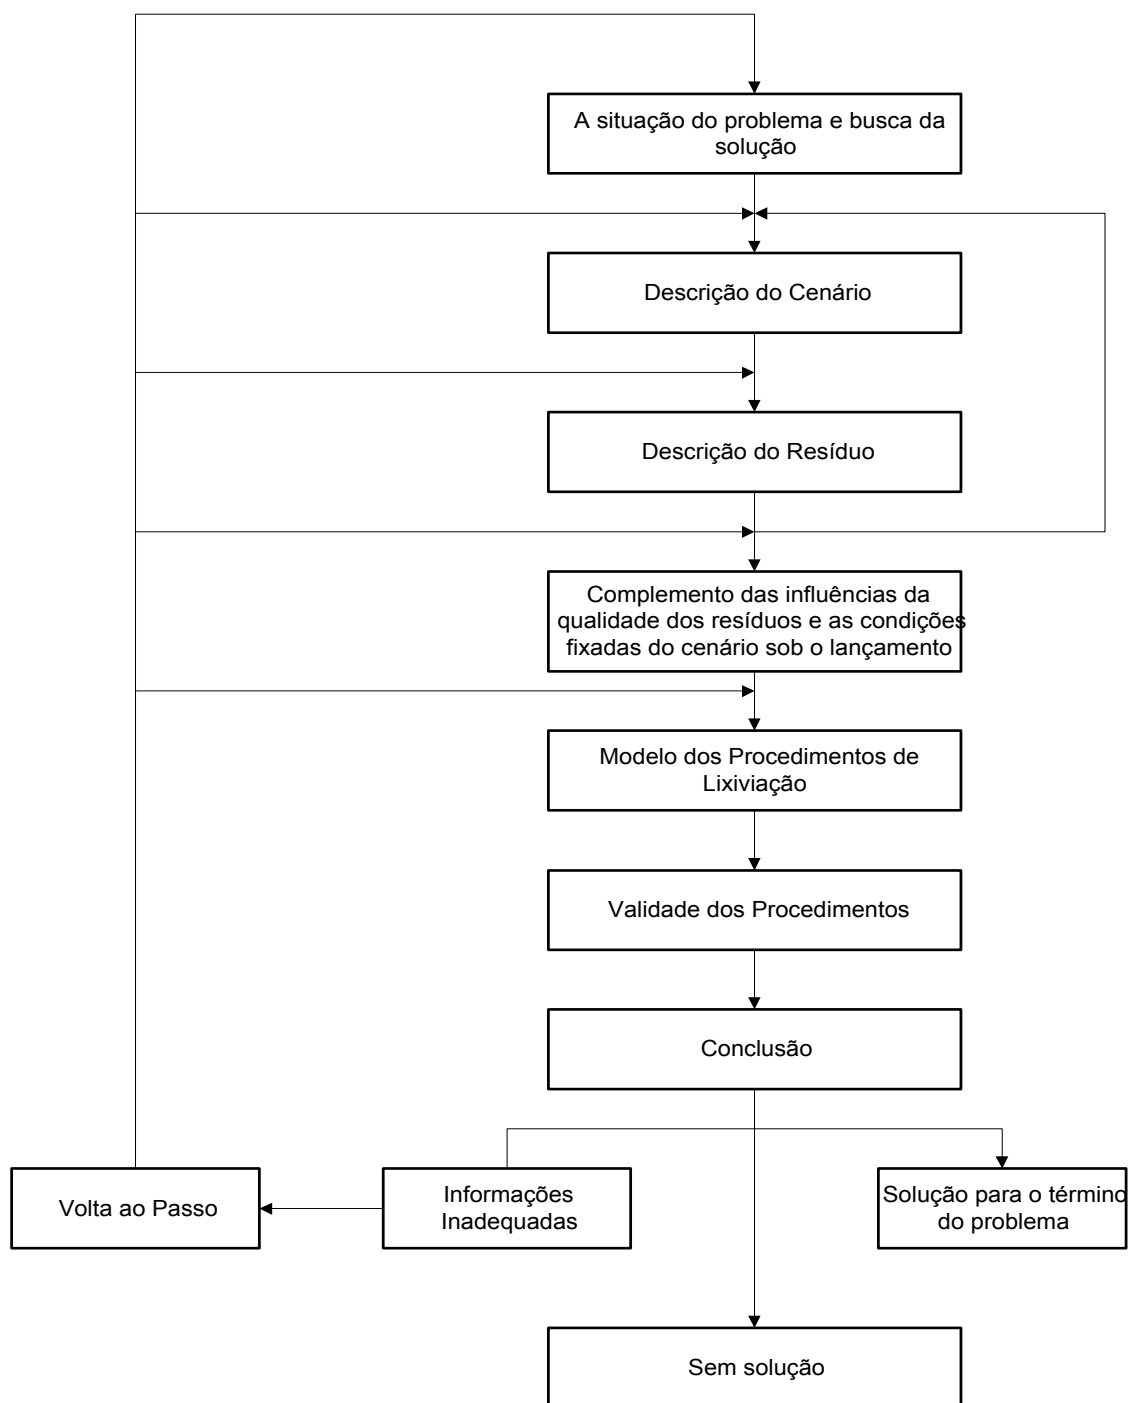 A situação do problema e busca da
solução
Descrição do Cenário
Descrição do Resíduo
Complemento das influências da
qualidade dos resíduos e as condições
fixadas do cenário sob o lançamento
Modelo dos Procedimentos de
Lixiviação
Validade dos Procedimentos
Conclusão
Volta ao Passo
Informações
Inadequadas
Solução para o término
do problema
Sem solução